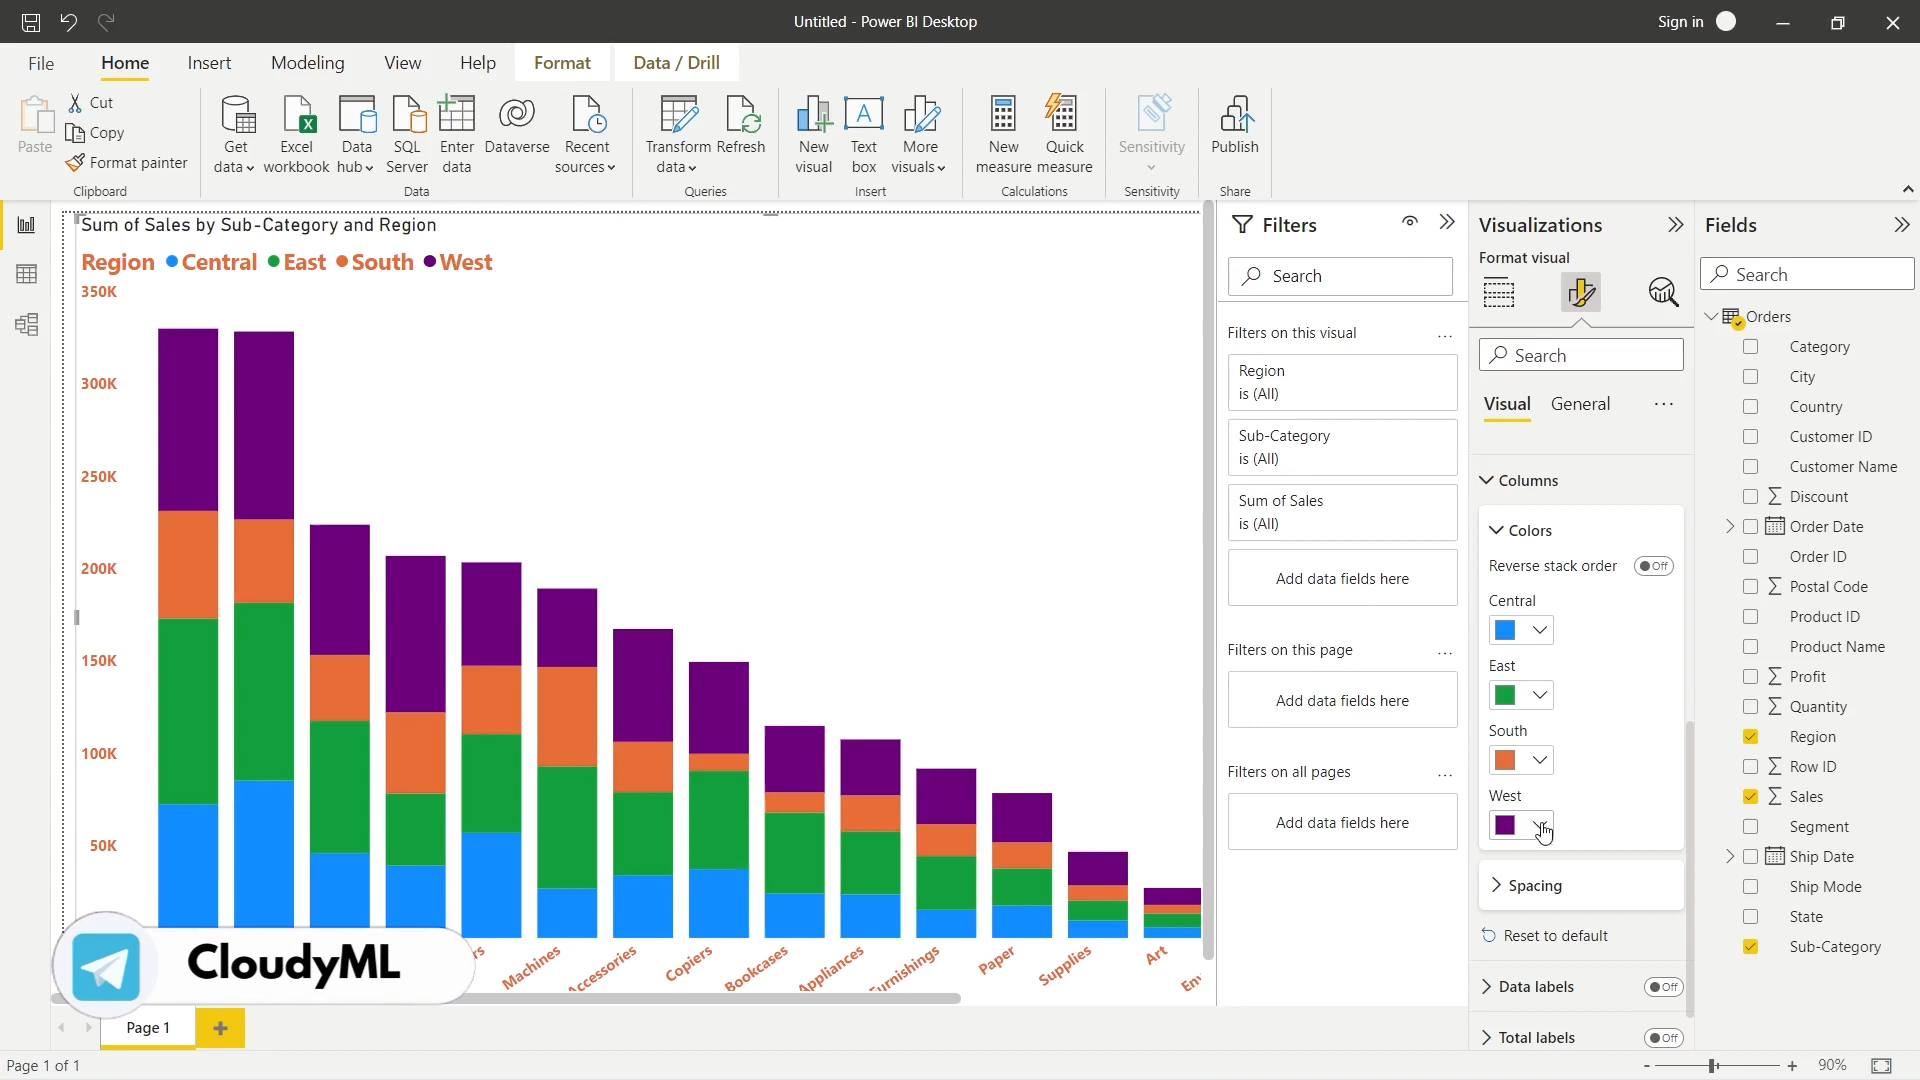 Untitled - Power BI Desktop
Sign in
File
Home
Insert
Modeling
View
Help
Format
Data / Drill
Paste
Cut
Copy
Format painter
Clipboard
Get data
Excel workbook
Data hub
SQL Server
Enter data
Dataverse
Recent sources
Data
Transform data
Refresh
Queries
New visual
Text box
More visuals
Insert
New measure
Quick measure
Calculations
Sensitivity
Sensitivity
Publish
Share
Sum of Sales by Sub-Category and Region
Region Central East South West
350K
300K
250K
200K
150K
100K
50K
Machines
Copiers
Bookcases
Appliances
Paper
Supplies
Art
CloudyML
Filters
Search
Filters on this visual
Region
is (All)
Sub-Category
is (All)
Sum of Sales
is (All)
Add data fields here
Filters on this page
Add data fields here
Filters on all pages
Add data fields here
Visualizations
Format visual
Search
Visual
General
Columns
Colors
Reverse stack order
Off
Central
East
South
West
Spacing
Reset to default
Data labels
Off
Total labels
Off
Fields
Search
Orders
Category
City
Country
Customer ID
Customer Name
Discount
Order Date
Order ID
Postal Code
Product ID
Product Name
Profit
Quantity
Region
Row ID
Sales
Segment
Ship Date
Ship Mode
State
Sub-Category
Page 1
Page 1 of 1
90%